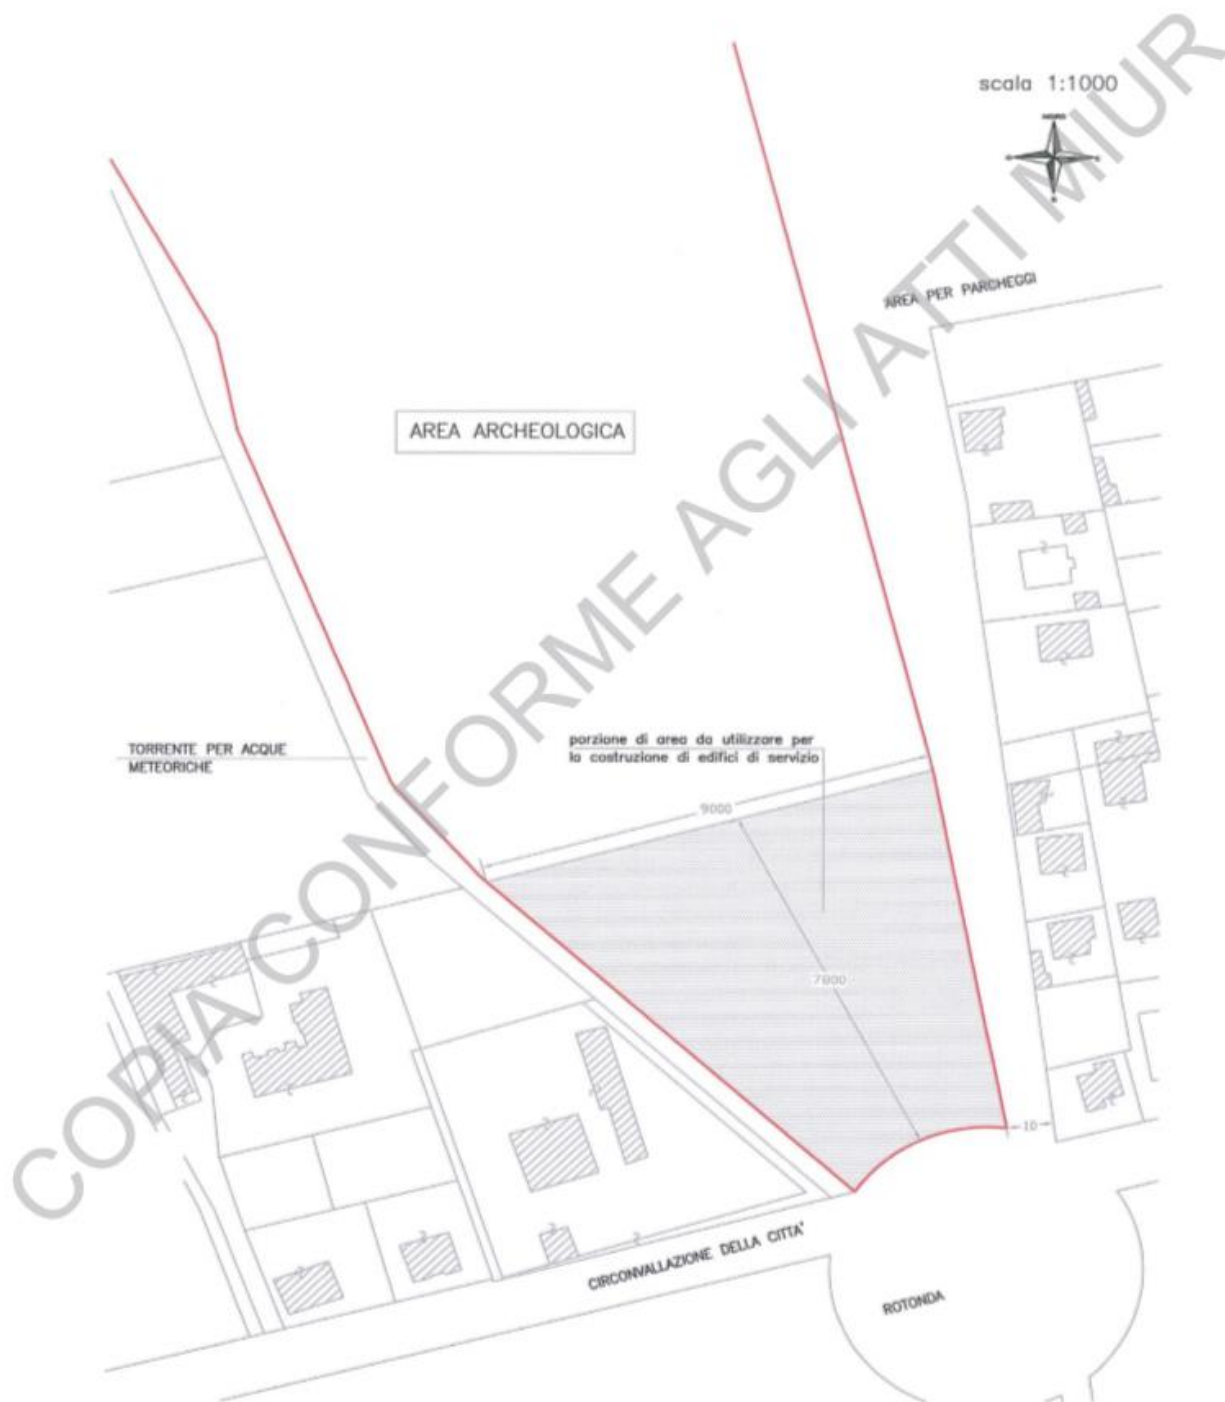 scala 1:1000
NORD
AREA PER PARCHEGGI
AREA ARCHEOLOGICA
TORRENTE PER ACQUE
METEORICHE
porzione di area da utilizzare per
la costruzione di edifici di servizio
9000
7800
10
CIRCONVALLAZIONE DELLA CITTA'
ROTONDA
COPIA CONFORME AGLI ATTI MIUR